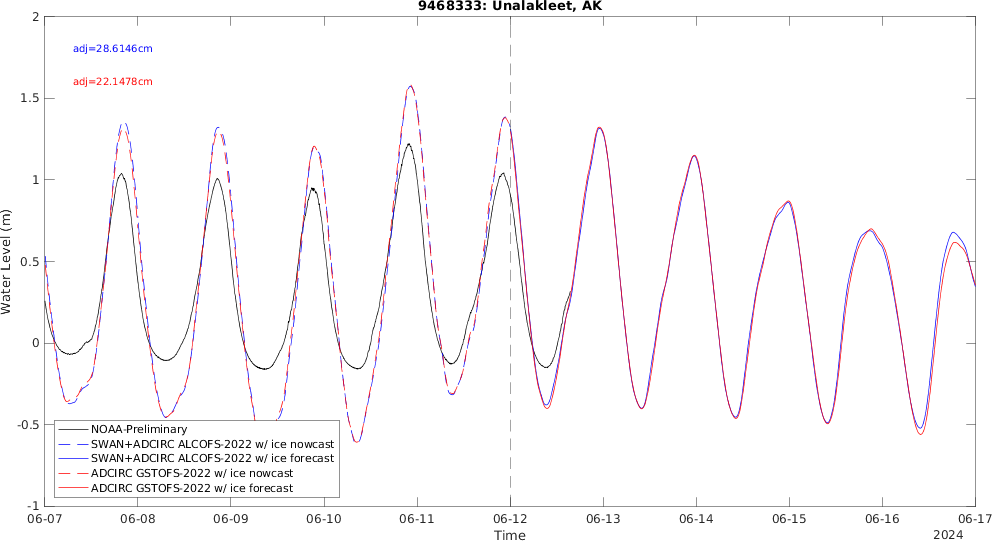 9468333: Unalakleet, AK
2
adj=28.6146cm
adj=22.1478cm
1.5
1
0.5
0
-0.5
-1
Water Level (m)
NOAA-Preliminary
SWAN+ADCIRC ALCOFS-2022 w/ ice nowcast
SWAN+ADCIRC ALCOFS-2022 w/ ice forecast
ADCIRC GSTOFS-2022 w/ ice nowcast
ADCIRC GSTOFS-2022 w/ ice forecast
06-07 06-08 06-09 06-10 06-11 06-12 06-13 06-14 06-15 06-16 06-17
Time
2024